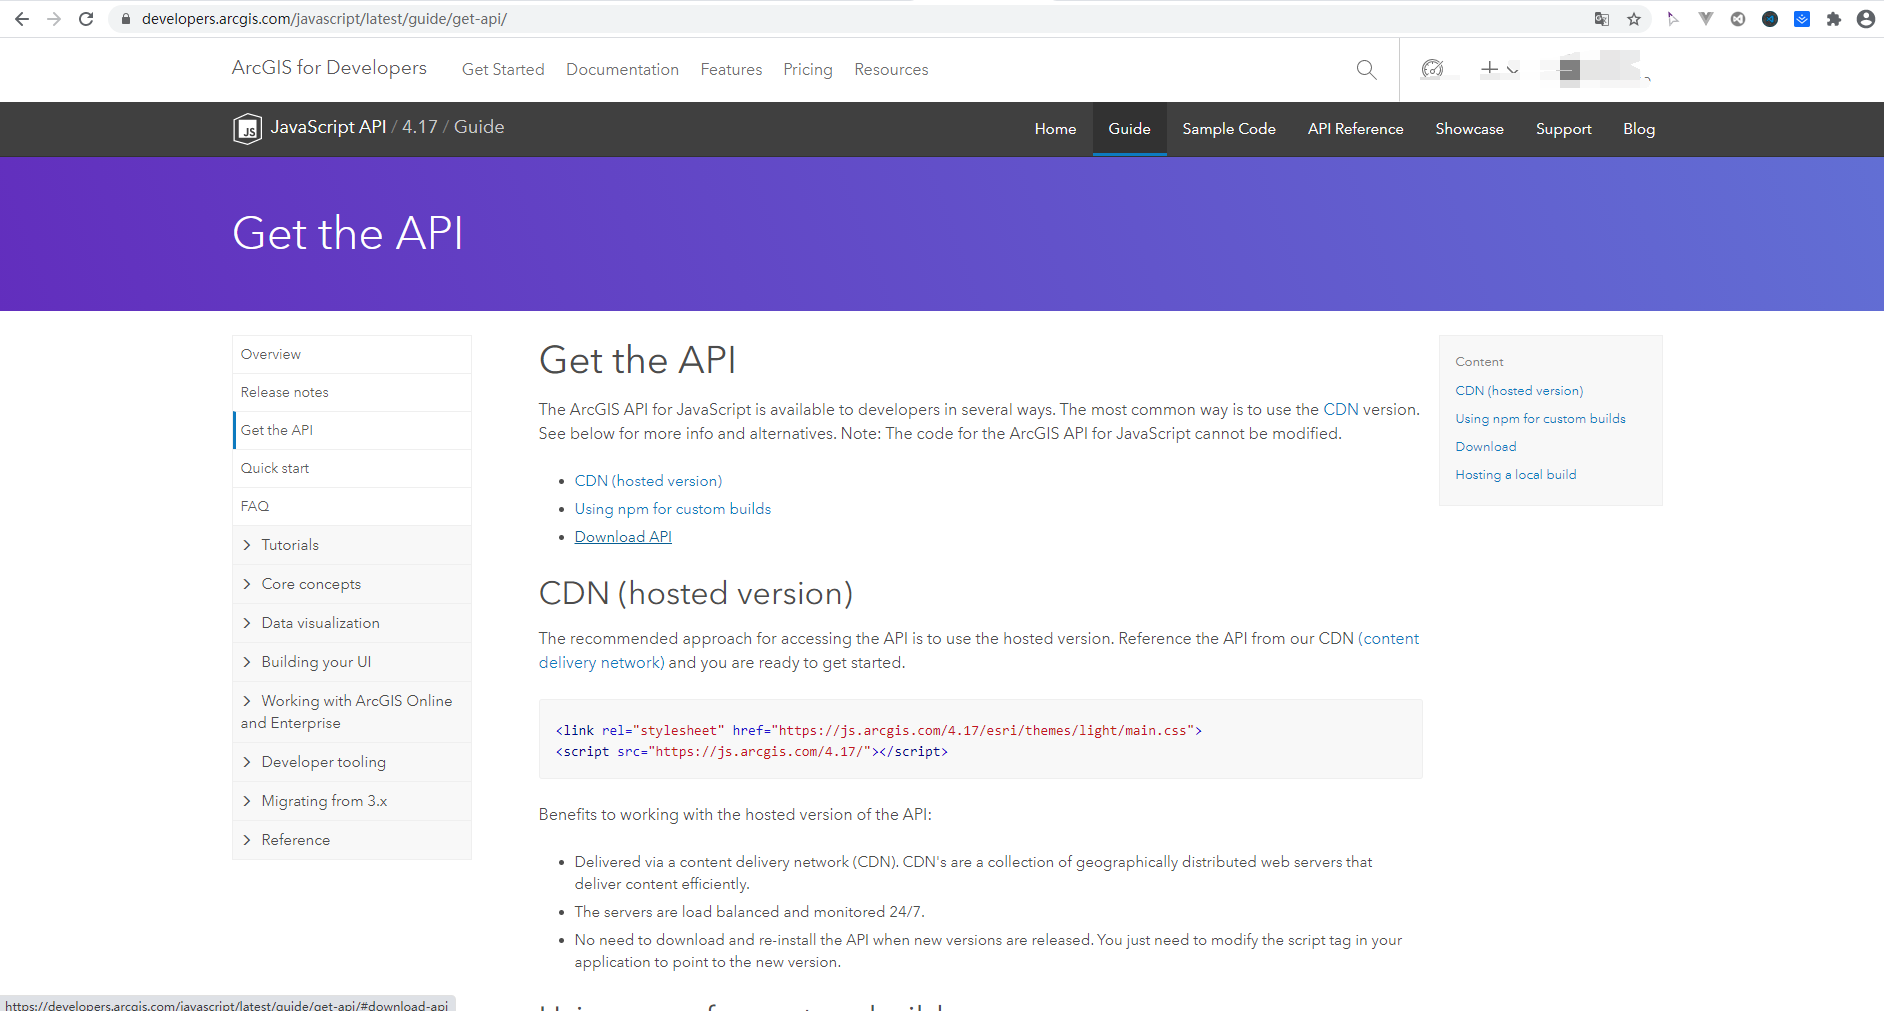 developers.arcgis.com/javascript/latest/guide/get-api/
ArcGIS for Developers
Get Started
Documentation
Features
Pricing
Resources
JS
JavaScript API / 4.17 / Guide
Home
Guide
Sample Code
API Reference
Showcase
Support
Blog
Get the API
Overview
Release notes
Get the API
Quick start
FAQ
Tutorials
Core concepts
Data visualization
Building your UI
Working with ArcGIS Online
and Enterprise
Developer tooling
Migrating from 3.x
Reference
Get the API
The ArcGIS API for JavaScript is available to developers in several ways. The most common way is to use the CDN version.
See below for more info and alternatives. Note: The code for the ArcGIS API for JavaScript cannot be modified.
CDN (hosted version)
Using npm for custom builds
Download API
CDN (hosted version)
The recommended approach for accessing the API is to use the hosted version. Reference the API from our CDN (content
delivery network) and you are ready to get started.
<link rel="stylesheet" href="https://js.arcgis.com/4.17/esri/themes/light/main.css">
<script src="https://js.arcgis.com/4.17/"></script>
Benefits to working with the hosted version of the API:
Delivered via a content delivery network (CDN). CDN's are a collection of geographically distributed web servers that
deliver content efficiently.
The servers are load balanced and monitored 24/7.
No need to download and re-install the API when new versions are released. You just need to modify the script tag in your
application to point to the new version.
Content
CDN (hosted version)
Using npm for custom builds
Download
Hosting a local build
https://developers.arcgis.com/javascript/latest/guide/get-api/#download-api